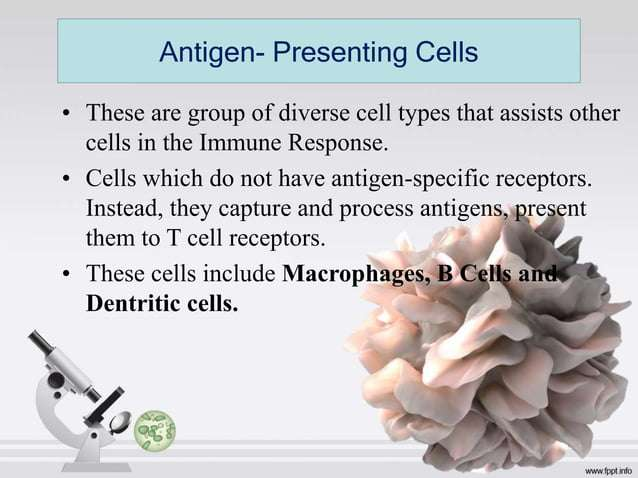 Antigen- Presenting Cells
• These are group of diverse cell types that assists other
cells in the Immune Response.
• Cells which do not have antigen-specific receptors.
Instead, they capture and process antigens, present
them to T cell receptors.
• These cells include Macrophages, B Cells and
Dentritic cells.
www.fppt.info